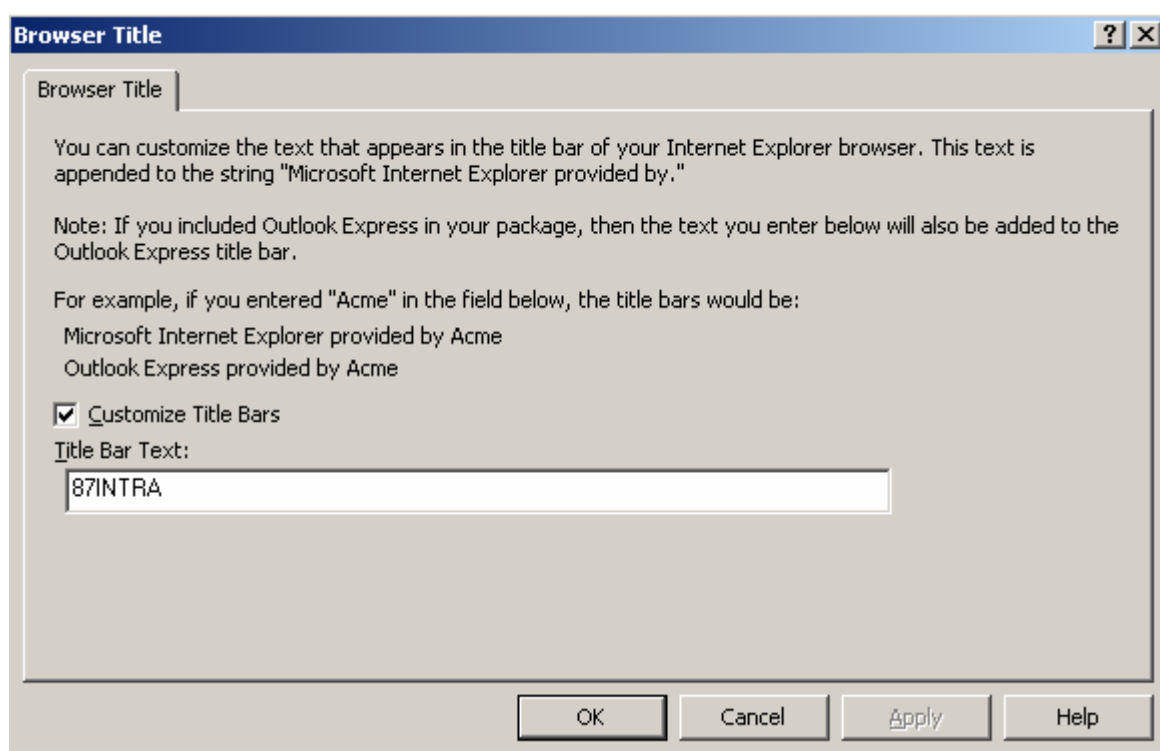 Browser Title
Browser Title
You can customize the text that appears in the title bar of your Internet Explorer browser. This text is
appended to the string "Microsoft Internet Explorer provided by."
Note: If you included Outlook Express in your package, then the text you enter below will also be added to the
Outlook Express title bar.
For example, if you entered "Acme" in the field below, the title bars would be:
Microsoft Internet Explorer provided by Acme
Outlook Express provided by Acme
Customize Title Bars
Title Bar Text:
87INTRA
OK Cancel Apply Help